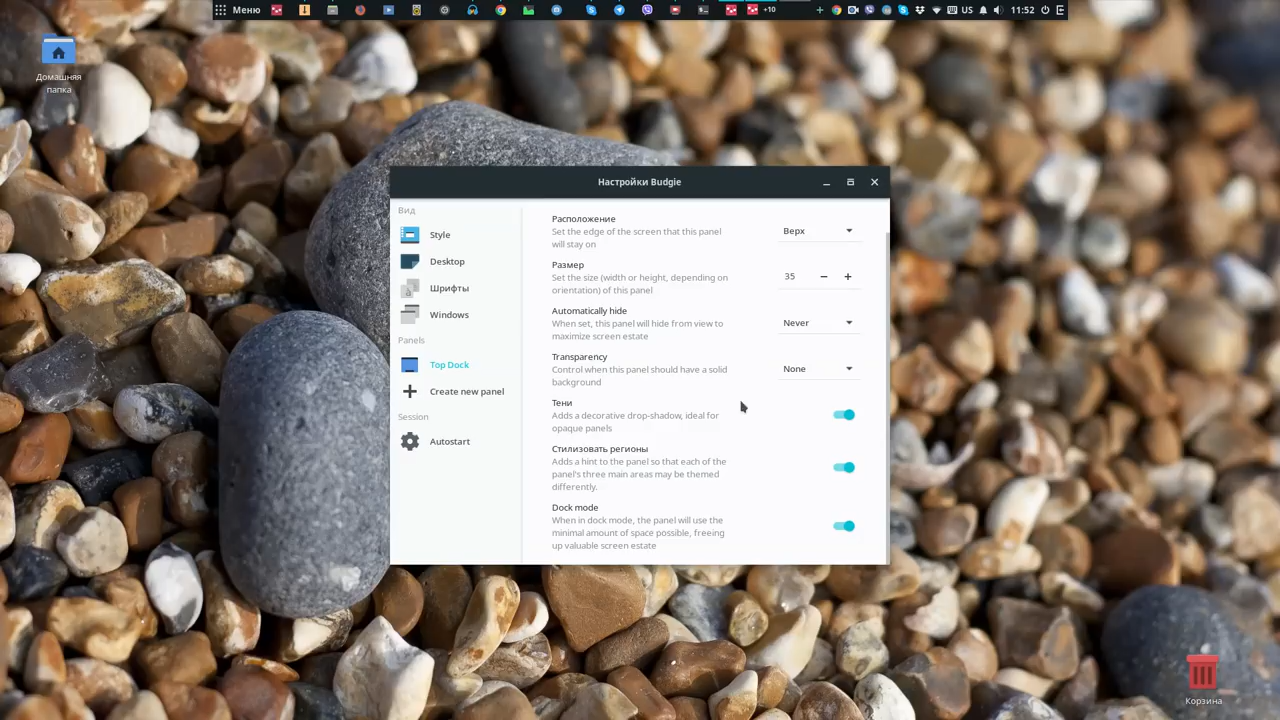 Меню
+10
US
11:52
Домашняя
папка
Настройки Budgie
Вид
Style
Desktop
Шрифты
Windows
Panels
Top Dock
Create new panel
Session
Autostart
Расположение
Set the edge of the screen that this panel
will stay on
Верх
Размер
Set the size (width or height, depending on
orientation) of this panel
35
Automatically hide
When set, this panel will hide from view to
maximize screen estate
Never
Transparency
Control when this panel should have a solid
background
None
Тени
Adds a decorative drop-shadow, ideal for
opaque panels
Стилизовать регионы
Adds a hint to the panel so that each of the
panel's three main areas may be themed
differently.
Dock mode
When in dock mode, the panel will use the
minimal amount of space possible, freeing
up valuable screen estate
Корзина